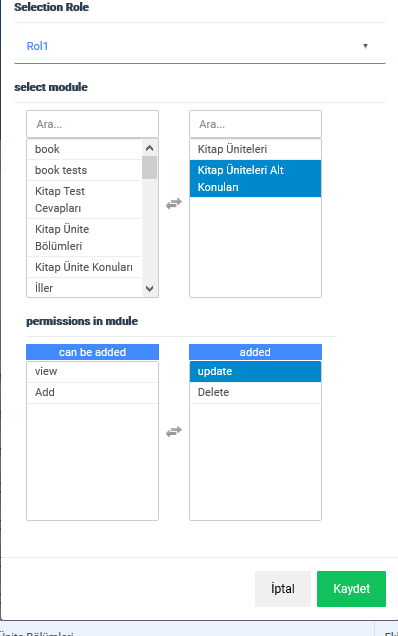 Selection Role
Rol1
select module
Ara...
Ara...
book
book tests
Kitap Test
Cevapları
Kitap Ünite
Bölümleri
Kitap Ünite Konuları
İller
Kitap Üniteleri
Kitap Üniteleri Alt
Konuları
permissions in mdule
can be added
added
view
Add
update
Delete
İptal
Kaydet
Ünite Bölümleri